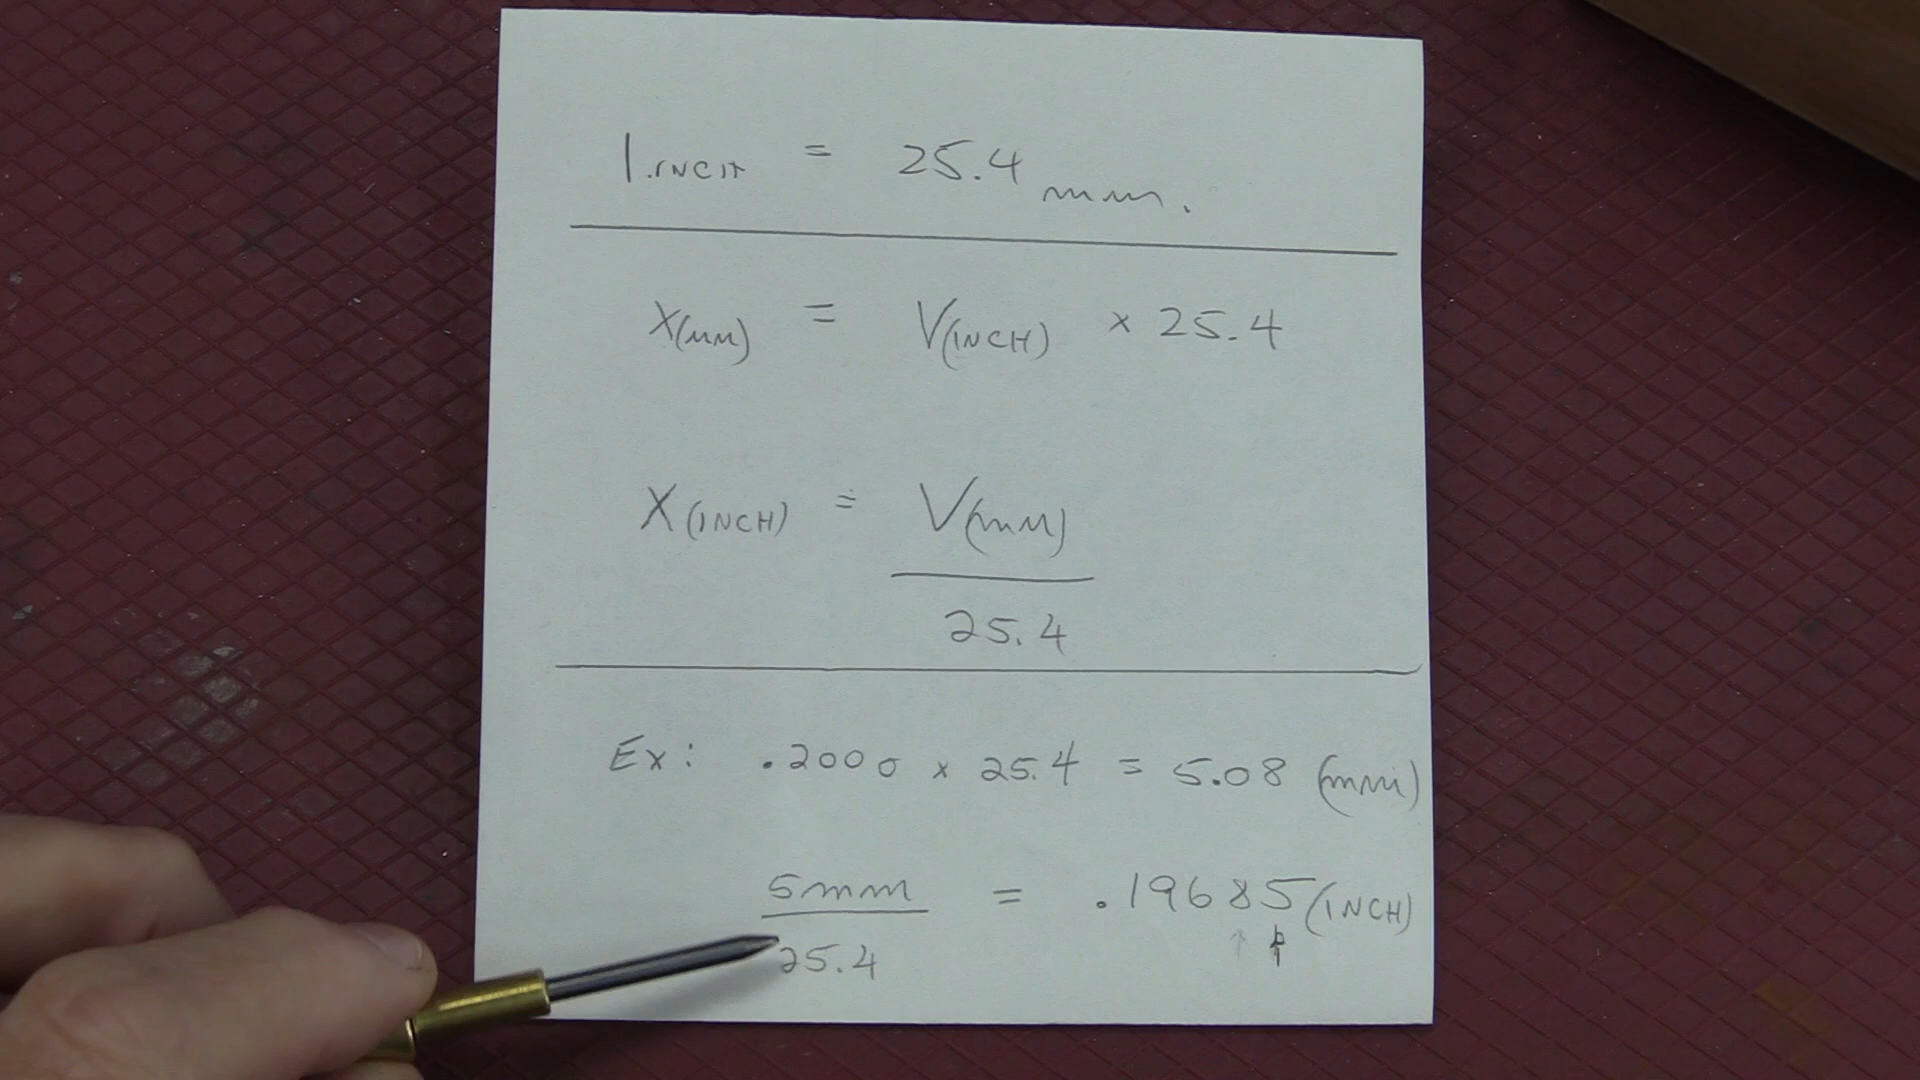 1 INCH = 25.4 mm.
X(MM) = V(INCH) × 25.4
X(INCH) = V(MM)
25.4
Ex: .2000 × 25.4 = 5.08 (mm)
5mm = .19685 (INCH)
25.4